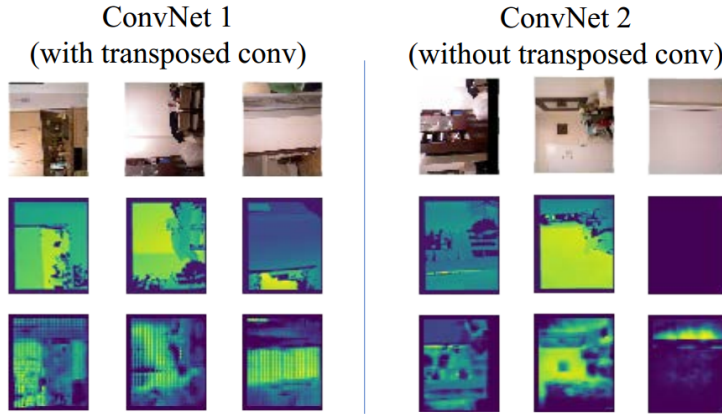 ConvNet 1
(with transposed conv)
ConvNet 2
(without transposed conv)